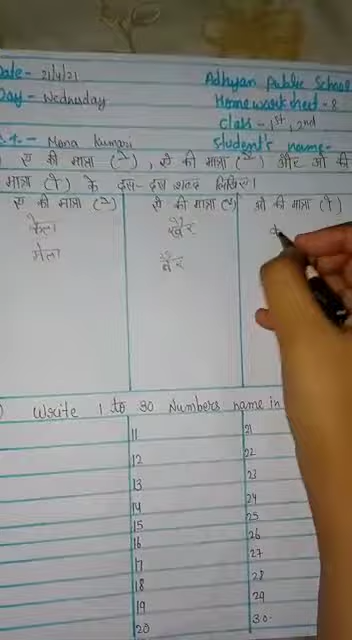 Date- 21/4/21 Adhyan Public School
Day- Wednesday Home work sheet - 8
Class - 1st, 2nd
- Mona Kumari Student's name-
ए की मात्रा (े), ऐ की मात्रा (ै) और ओ की
मात्रा (ो) के दस-दस शब्द लिखिए।
ए की मात्रा (े) ऐ की मात्रा (ै) ओ की मात्रा (ो)
केला खैर
मेला बैर
Write 1 to 30 Numbers name in
11 21
12 22
13 23
14 24
15 25
16 26
17 27
18 28
19 29
20 30